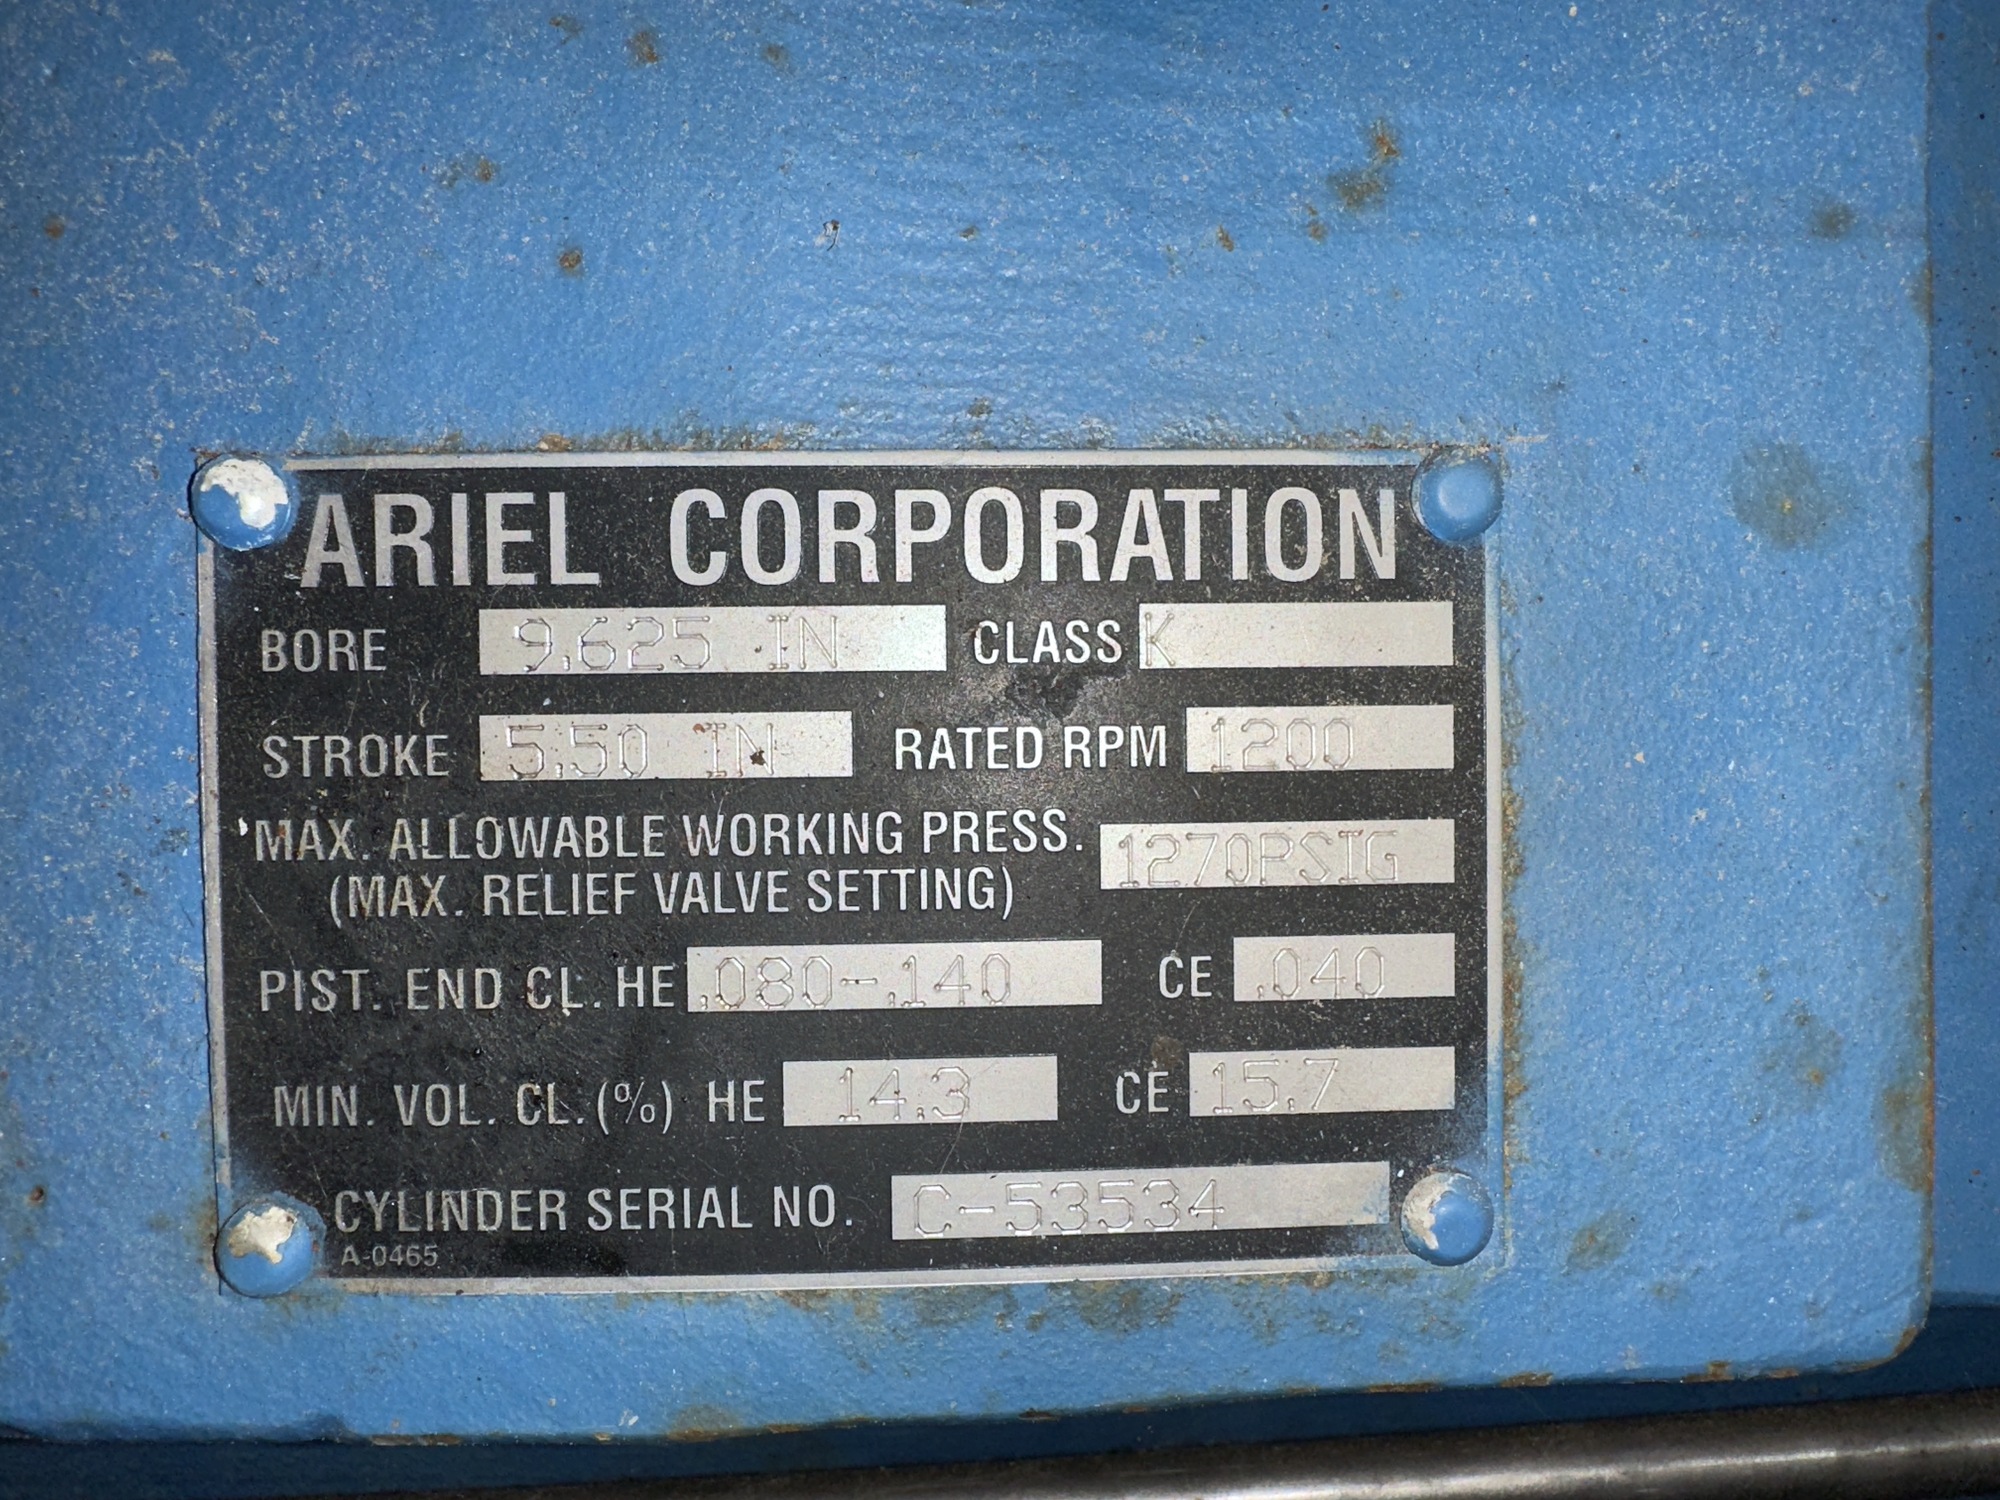 ARIEL CORPORATION
BORE 9.625 IN CLASS K
STROKE 5.50 IN RATED RPM 1200
MAX. ALLOWABLE WORKING PRESS. 1270PSIG
(MAX. RELIEF VALVE SETTING)
PIST. END CL. HE .080-.140 CE .040
MIN. VOL. CL. (%) HE 14.3 CE 15.7
CYLINDER SERIAL NO. C-53534
A-0465